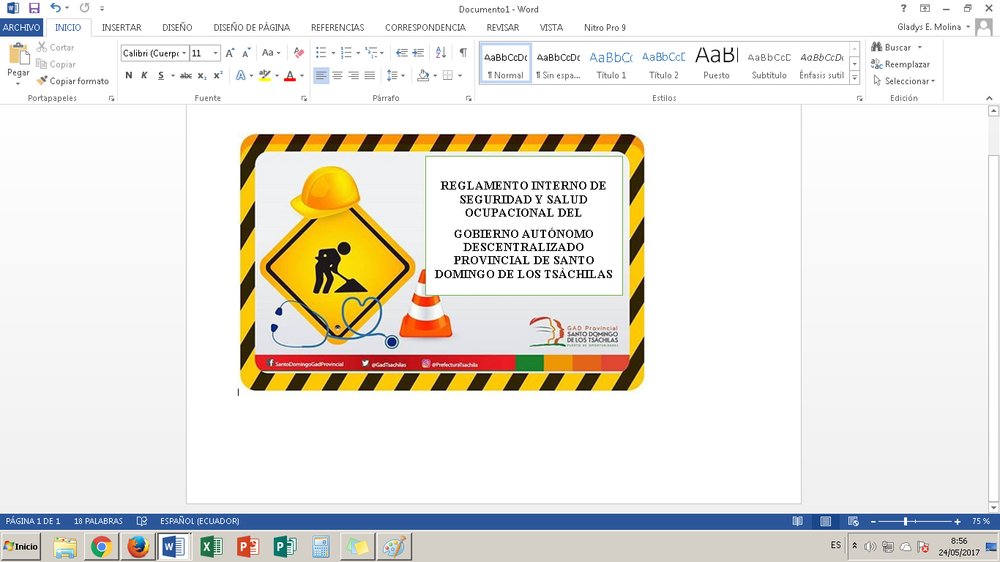 Documento1 - Word
ARCHIVO INICIO INSERTAR DISEÑO DISEÑO DE PÁGINA REFERENCIAS CORRESPONDENCIA REVISAR VISTA Nitro Pro 9 Gladys E. Molina
Pegar
Cortar
Copiar
Copiar formato
Portapapeles
Calibri (Cuerpo 11
N K S abc x₂ x²
Fuente
Párrafo
AaBbCcDc AaBbCcDc AaBbCc AaBbCcD AaB AaBbCcD AaBbCcDc
¶ Normal ¶ Sin espa... Título 1 Título 2 Puesto Subtítulo Énfasis sutil
Estilos
Buscar
Reemplazar
Seleccionar
Edición
REGLAMENTO INTERNO DE
SEGURIDAD Y SALUD
OCUPACIONAL DEL
GOBIERNO AUTÓNOMO
DESCENTRALIZADO
PROVINCIAL DE SANTO
DOMINGO DE LOS TSÁCHILAS
GAD Provincial
SANTO DOMINGO
DE LOS TSÁCHILAS
PUERTO DE OPORTUNIDADES
SantoDomingoGadProvincial @GadTsachilas @PrefecturaTsachila
PÁGINA 1 DE 1 18 PALABRAS ESPAÑOL (ECUADOR) 75 %
Inicio
ES
8:56
24/05/2017